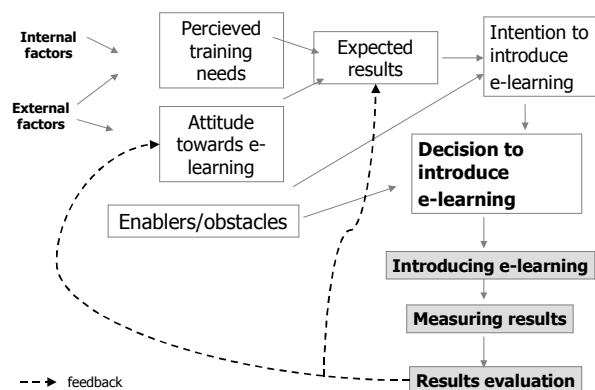 Internal
factors
External
factors
Percieved
training
needs
Attitude
towards e-
learning
Enablers/obstacles
Expected
results
Intention to
introduce
e-learning
Decision to
introduce
e-learning
Introducing e-learning
Measuring results
Results evaluation
feedback